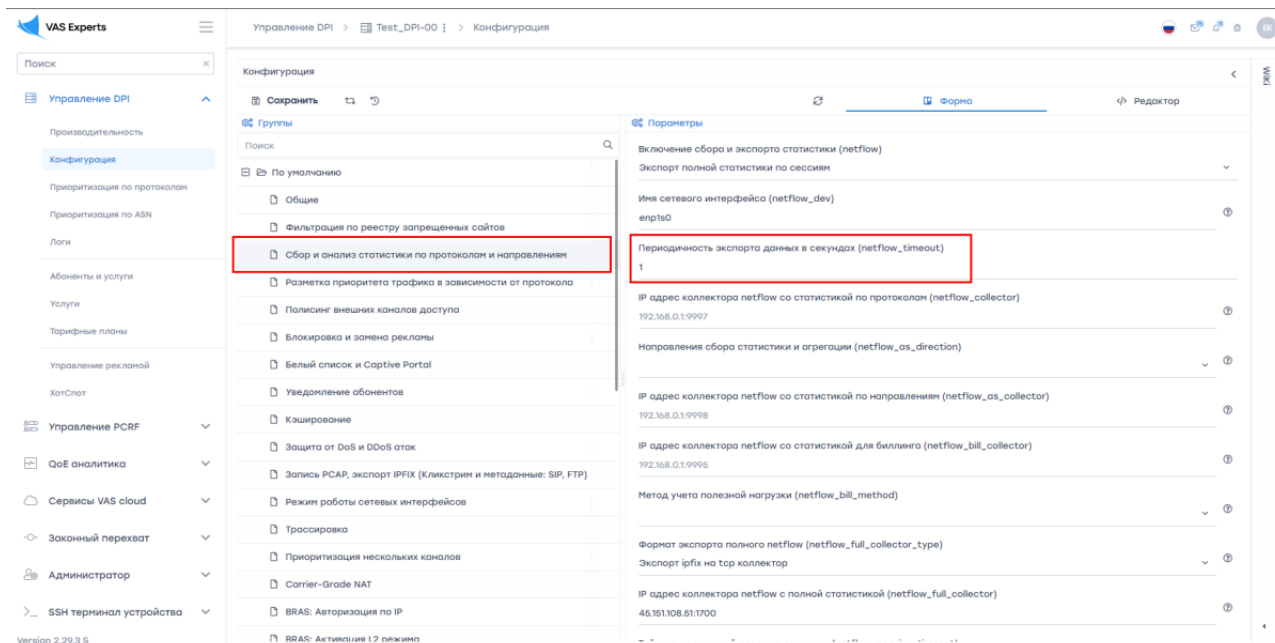 VAS Experts
Управление DPI > Test_DPI-00 > Конфигурация
EK
Поиск
Управление DPI
Производительность
Конфигурация
Приоритизация по протоколам
Приоритизация по ASN
Логи
Абоненты и услуги
Услуги
Тарифные планы
Управление рекламой
ХотСпот
Управление PCRF
QoE аналитика
Сервисы VAS cloud
Законный перехват
Администратор
SSH терминал устройства
Version 2.29.3 S
Конфигурация
Сохранить
Форма
Редактор
Wiki
Группы
Поиск
По умолчанию
Общие
Фильтрация по реестру запрещенных сайтов
Сбор и анализ статистики по протоколам и направлениям
Разметка приоритета трафика в зависимости от протокола
Полисинг внешних каналов доступа
Блокировка и замена рекламы
Белый список и Captive Portal
Уведомление абонентов
Кэширование
Защита от DoS и DDoS атак
Запись PCAP, экспорт IPFIX (Кликстрим и метаданные: SIP, FTP)
Режим работы сетевых интерфейсов
Трассировка
Приоритизация нескольких каналов
Carrier-Grade NAT
BRAS: Авторизация по IP
BRAS: Активация L2 режима
Параметры
Включение сбора и экспорта статистики (netflow)
Экспорт полной статистики по сессиям
Имя сетевого интерфейса (netflow_dev)
enp1s0
Периодичность экспорта данных в секундах (netflow_timeout)
1
IP адрес коллектора netflow со статистикой по протоколам (netflow_collector)
192.168.0.1:9997
Направления сбора статистики и агрегации (netflow_as_direction)
IP адрес коллектора netflow со статистикой по направлениям (netflow_as_collector)
192.168.0.1:9998
IP адрес коллектора netflow со статистикой для биллинга (netflow_bill_collector)
192.168.0.1:9995
Метод учета полезной нагрузки (netflow_bill_method)
Формат экспорта полного netflow (netflow_full_collector_type)
Экспорт ipfix на tcp коллектор
IP адрес коллектора netflow с полной статистикой (netflow_full_collector)
45.151.108.51:1700